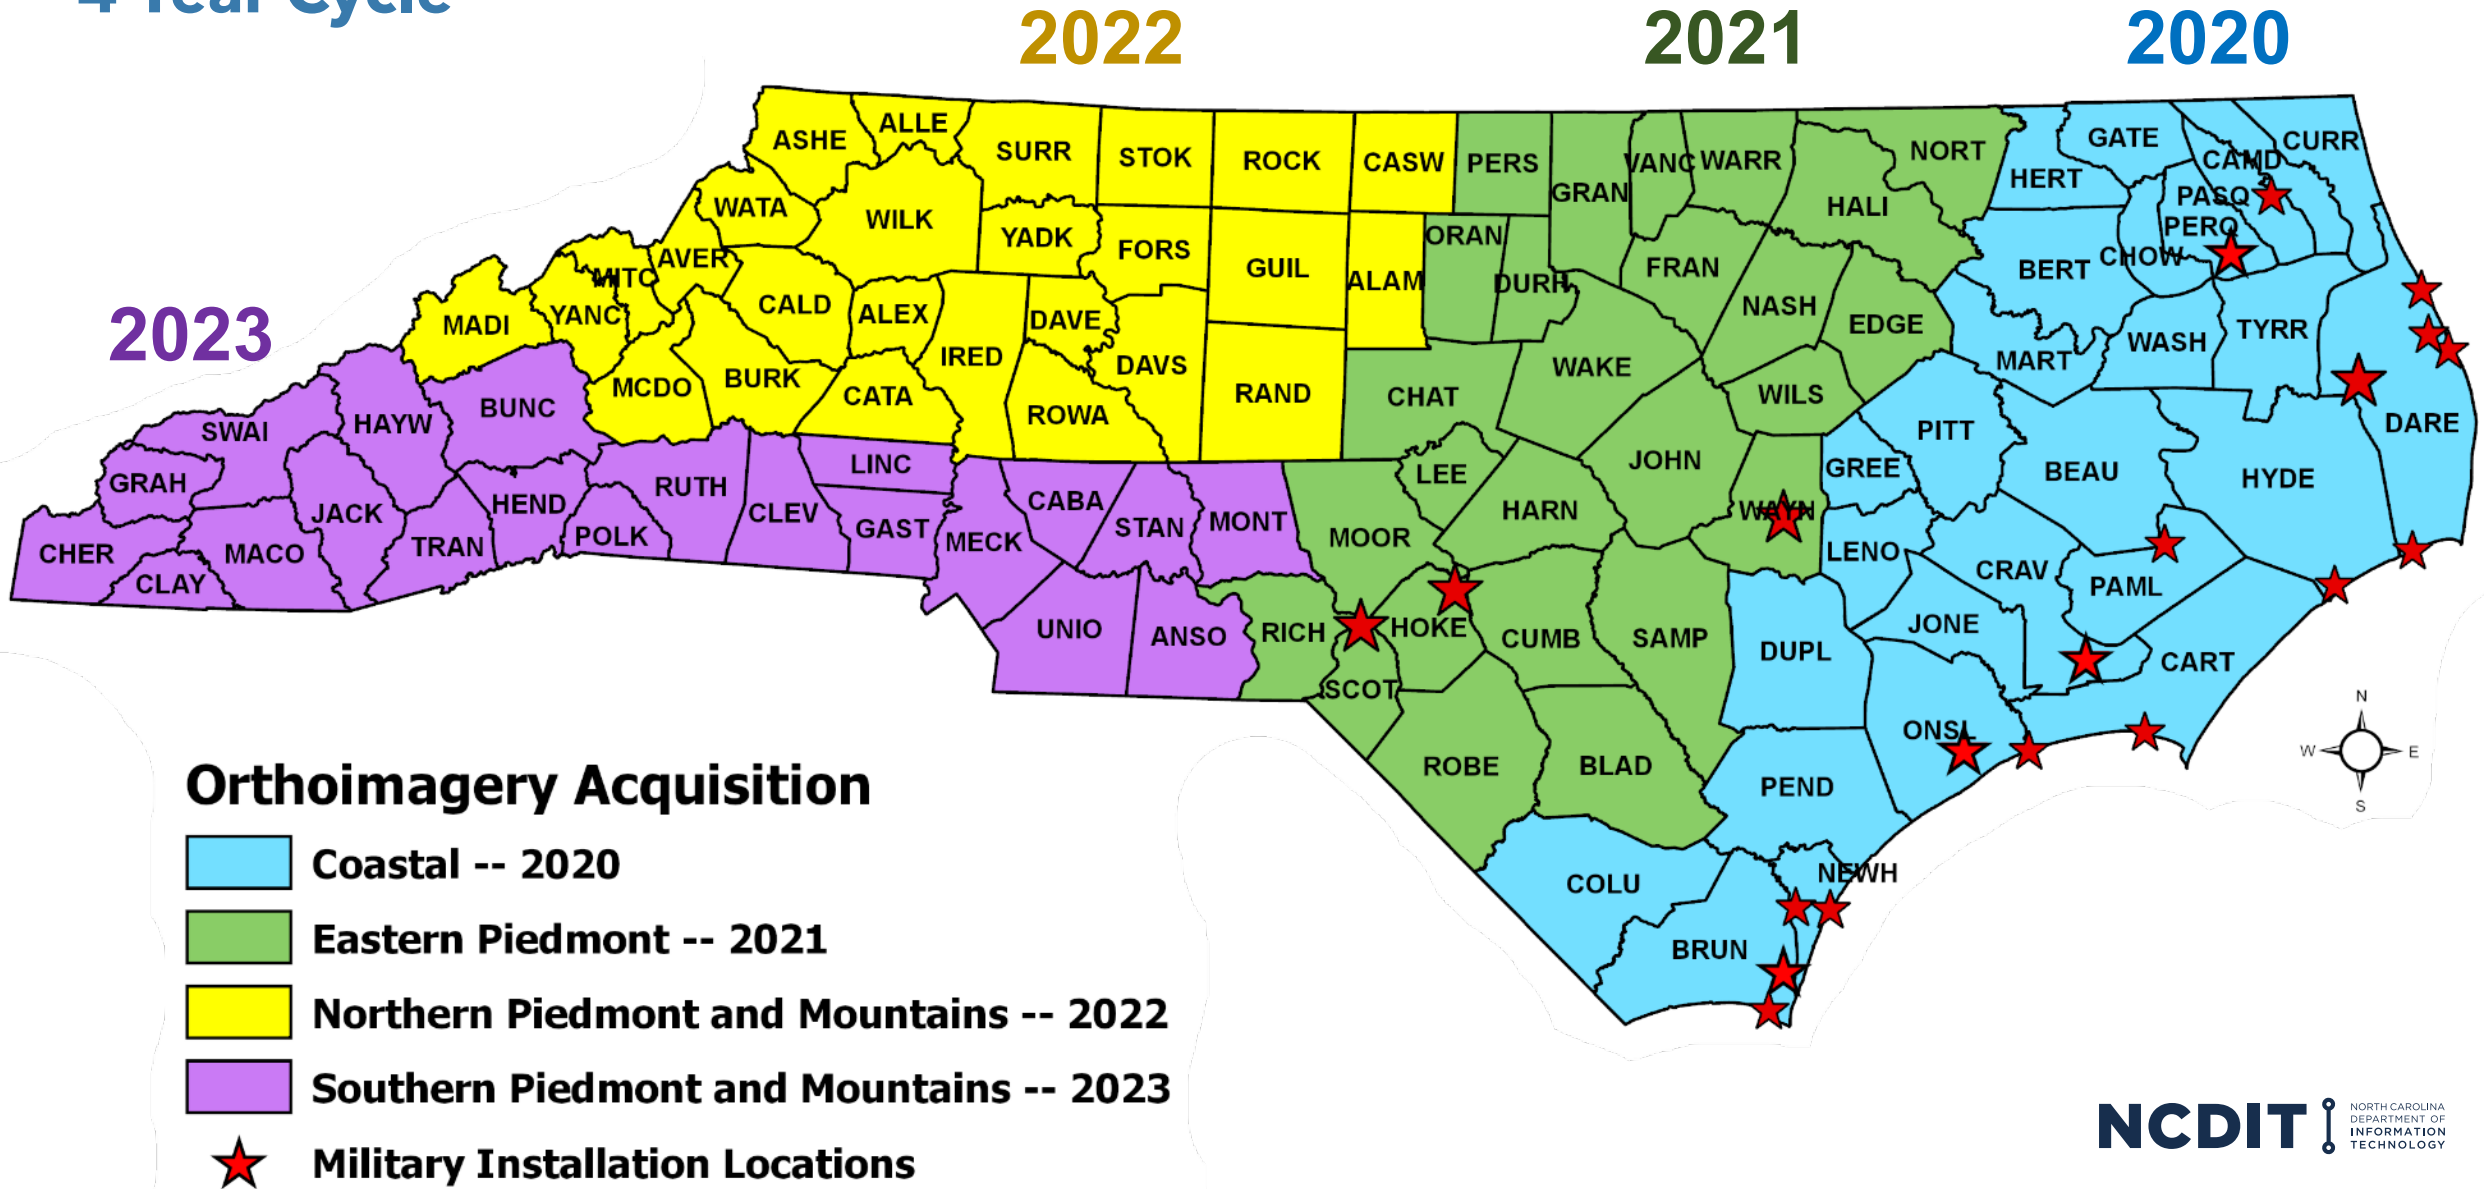 4 Year Cycle
2022
2021
2020
2023
ASHE
ALLE
SURR
STOK
ROCK
CASW
PERS
GRAN
VANC
WARR
HALI
NORT
HERT
GATE
CAMD
CURR
PASQ
PERQ
CHOW
BERT
WATA
WILK
YADK
FORS
GUIL
ALAM
ORAN
DURH
FRAN
NASH
EDGE
MART
WASH
TYRR
DARE
MADI
YANC
MITC
AVER
CALD
ALEX
IRED
DAVE
DAVS
RAND
CHAT
WAKE
WILS
PITT
BEAU
HYDE
MCDO
BURK
CATA
ROWA
SWAI
HAYW
BUNC
GRAH
JACK
HEND
RUTH
CLEV
LINC
GAST
MECK
CABA
STAN
MONT
MOOR
LEE
HARN
JOHN
WAYN
GREE
LENO
CRAV
PAML
CHER
CLAY
MACO
TRAN
POLK
UNIO
ANSO
RICH
HOKE
SCOT
CUMB
SAMP
DUPL
JONE
CART
ONSL
ROBE
BLAD
PEND
COLU
BRUN
NEWH
N
W
E
S
Orthoimagery Acquisition
Coastal -- 2020
Eastern Piedmont -- 2021
Northern Piedmont and Mountains -- 2022
Southern Piedmont and Mountains -- 2023
Military Installation Locations
NCDIT
NORTH CAROLINA
DEPARTMENT OF
INFORMATION
TECHNOLOGY